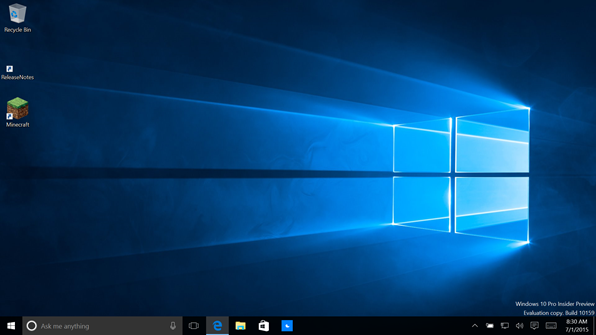 Recycle Bin
ReleaseNotes
Minecraft
Windows 10 Pro Insider Preview
Evaluation copy. Build 10159
Ask me anything
8:30 AM
7/1/2015